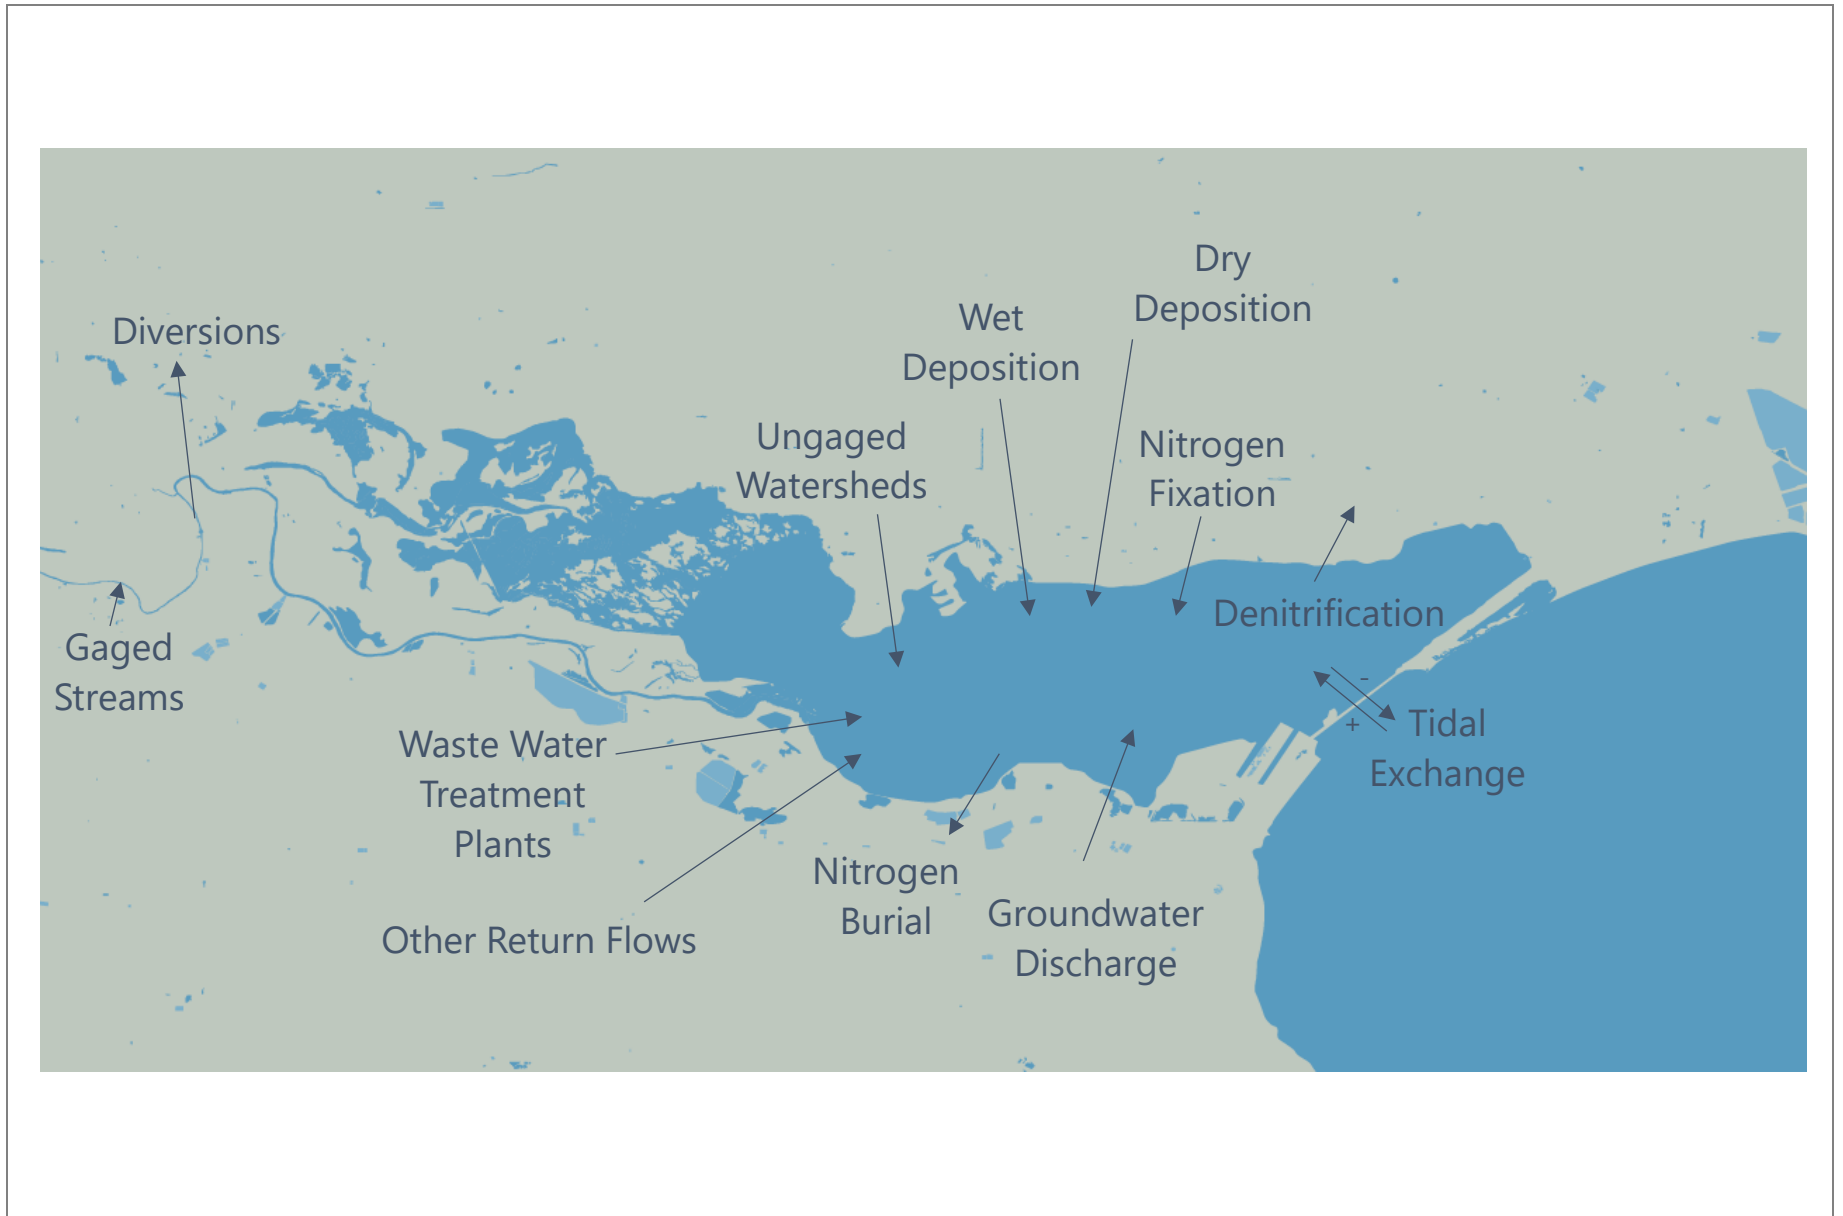 Dry
Deposition
Wet
Deposition
Diversions
Ungaged
Watersheds
Nitrogen
Fixation
Denitrification
Gaged
Streams
-
+
Tidal
Exchange
Waste Water
Treatment
Plants
Nitrogen
Burial
Groundwater
Discharge
Other Return Flows